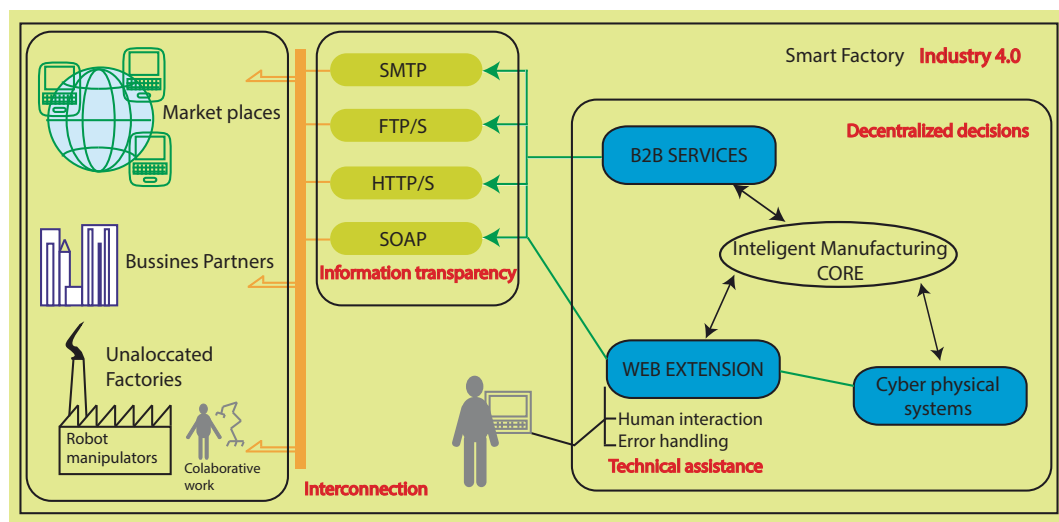 Smart Factory Industry 4.0
Market places
Bussines Partners
Unaloccated
Factories
Robot
manipulators
Colaborative
work
Interconnection
SMTP
FTP/S
HTTP/S
SOAP
Information transparency
Decentralized decisions
B2B SERVICES
Inteligent Manufacturing
CORE
WEB EXTENSION
Cyber physical
systems
Human interaction
Error handling
Technical assistance